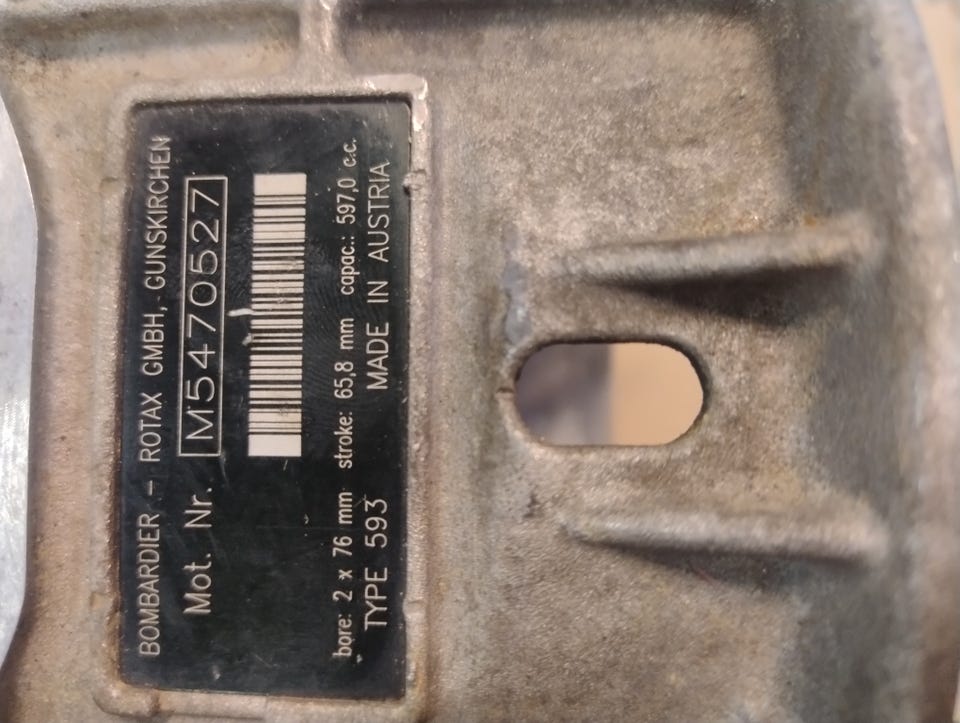 BOMBARDIER - ROTAX GMBH, GUNSKIRCHEN
Mot. Nr. M5470527
bore: 2 x 76 mm stroke: 65,8 mm capac.: 597,0 c.c.
TYPE 593 MADE IN AUSTRIA